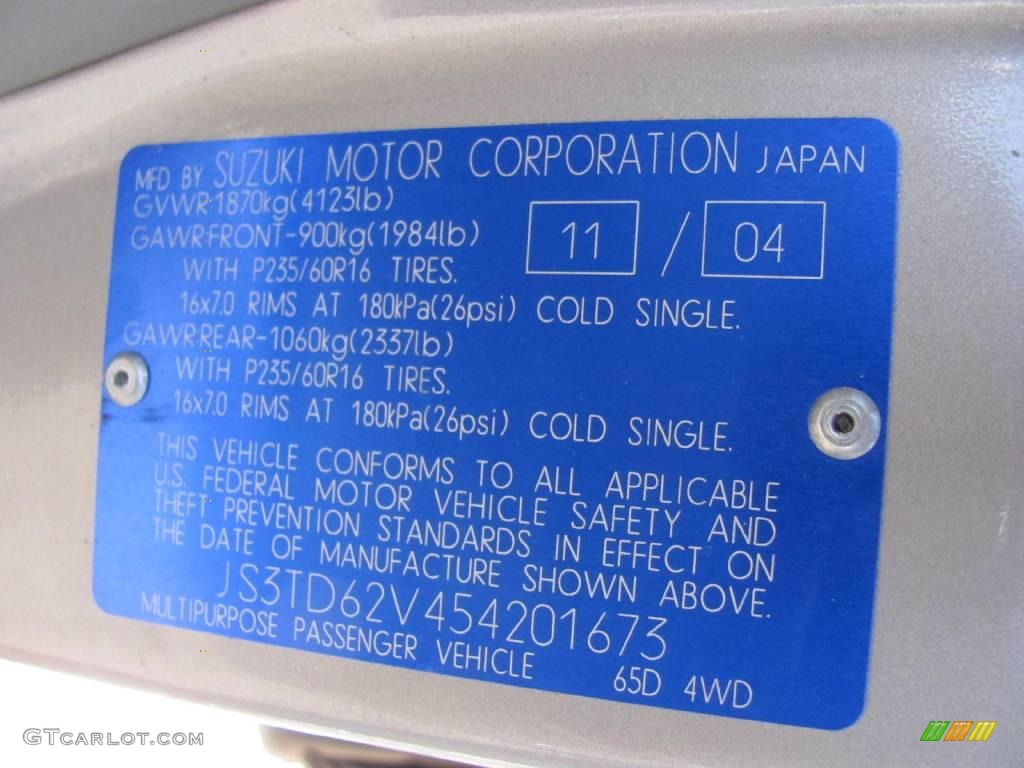 MFD BY SUZUKI MOTOR CORPORATION JAPAN
GVWR-1870kg(4123lb)
GAWR:FRONT-900kg(1984lb)
11 / 04
WITH P235/60R16 TIRES.
16x7.0 RIMS AT 180kPa(26psi) COLD SINGLE.
GAWR:REAR-1060kg(2337lb)
WITH P235/60R16 TIRES.
16x7.0 RIMS AT 180kPa(26psi) COLD SINGLE.
THIS VEHICLE CONFORMS TO ALL APPLICABLE
U.S. FEDERAL MOTOR VEHICLE SAFETY AND
THEFT PREVENTION STANDARDS IN EFFECT ON
THE DATE OF MANUFACTURE SHOWN ABOVE.
JS3TD62V454201673
MULTIPURPOSE PASSENGER VEHICLE 65D 4WD
GTCARLOT.COM